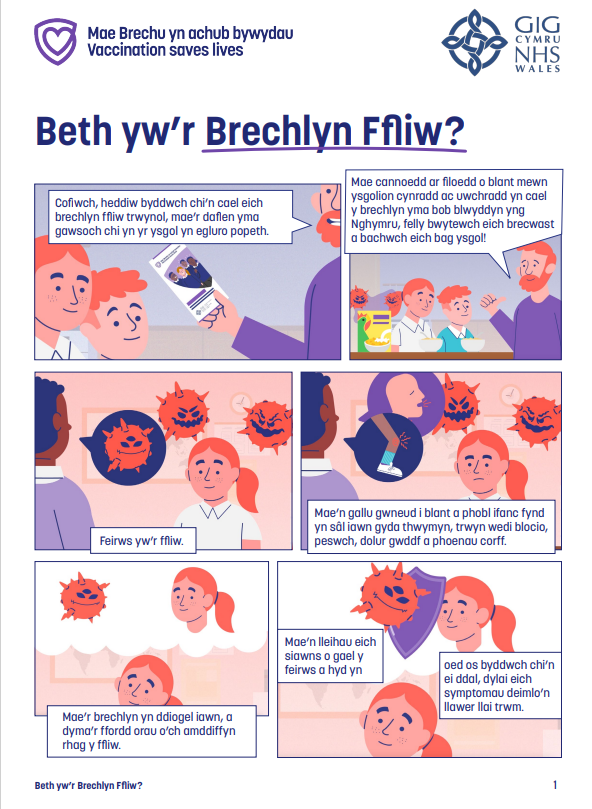 Mae Brechu yn achub bywydau
Vaccination saves lives
GIG
CYMRU
NHS
WALES
Beth yw'r Brechlyn Ffliw?
Cofiwch, heddiw byddwch chi'n cael eich
brechlyn ffliw trwynol, mae'r daflen yma
gawsoch chi yn yr ysgol yn egluro popeth.
Mae cannoedd ar filoedd o blant mewn
ysgolion cynradd ac uwchradd yn cael
y brechlyn yma bob blwyddyn yng
Nghymru, felly bwytewch eich brecwast
a bachwch eich bag ysgol!
Feirws yw'r ffliw.
Mae'n gallu gwneud i blant a phobl ifanc fynd
yn sâl iawn gyda thwymyn, trwyn wedi blocio,
peswch, dolur gwddf a phoenau corff.
Mae'r brechlyn yn ddiogel iawn, a
dyma'r ffordd orau o'ch amddiffyn
rhag y ffliw.
Mae'n lleihau eich
siawns o gael y
feirws a hyd yn
oed os byddwch chi'n
ei ddal, dylai eich
symptomau deimlo'n
llawer llai trwm.
Beth yw'r Brechlyn Ffliw?
1